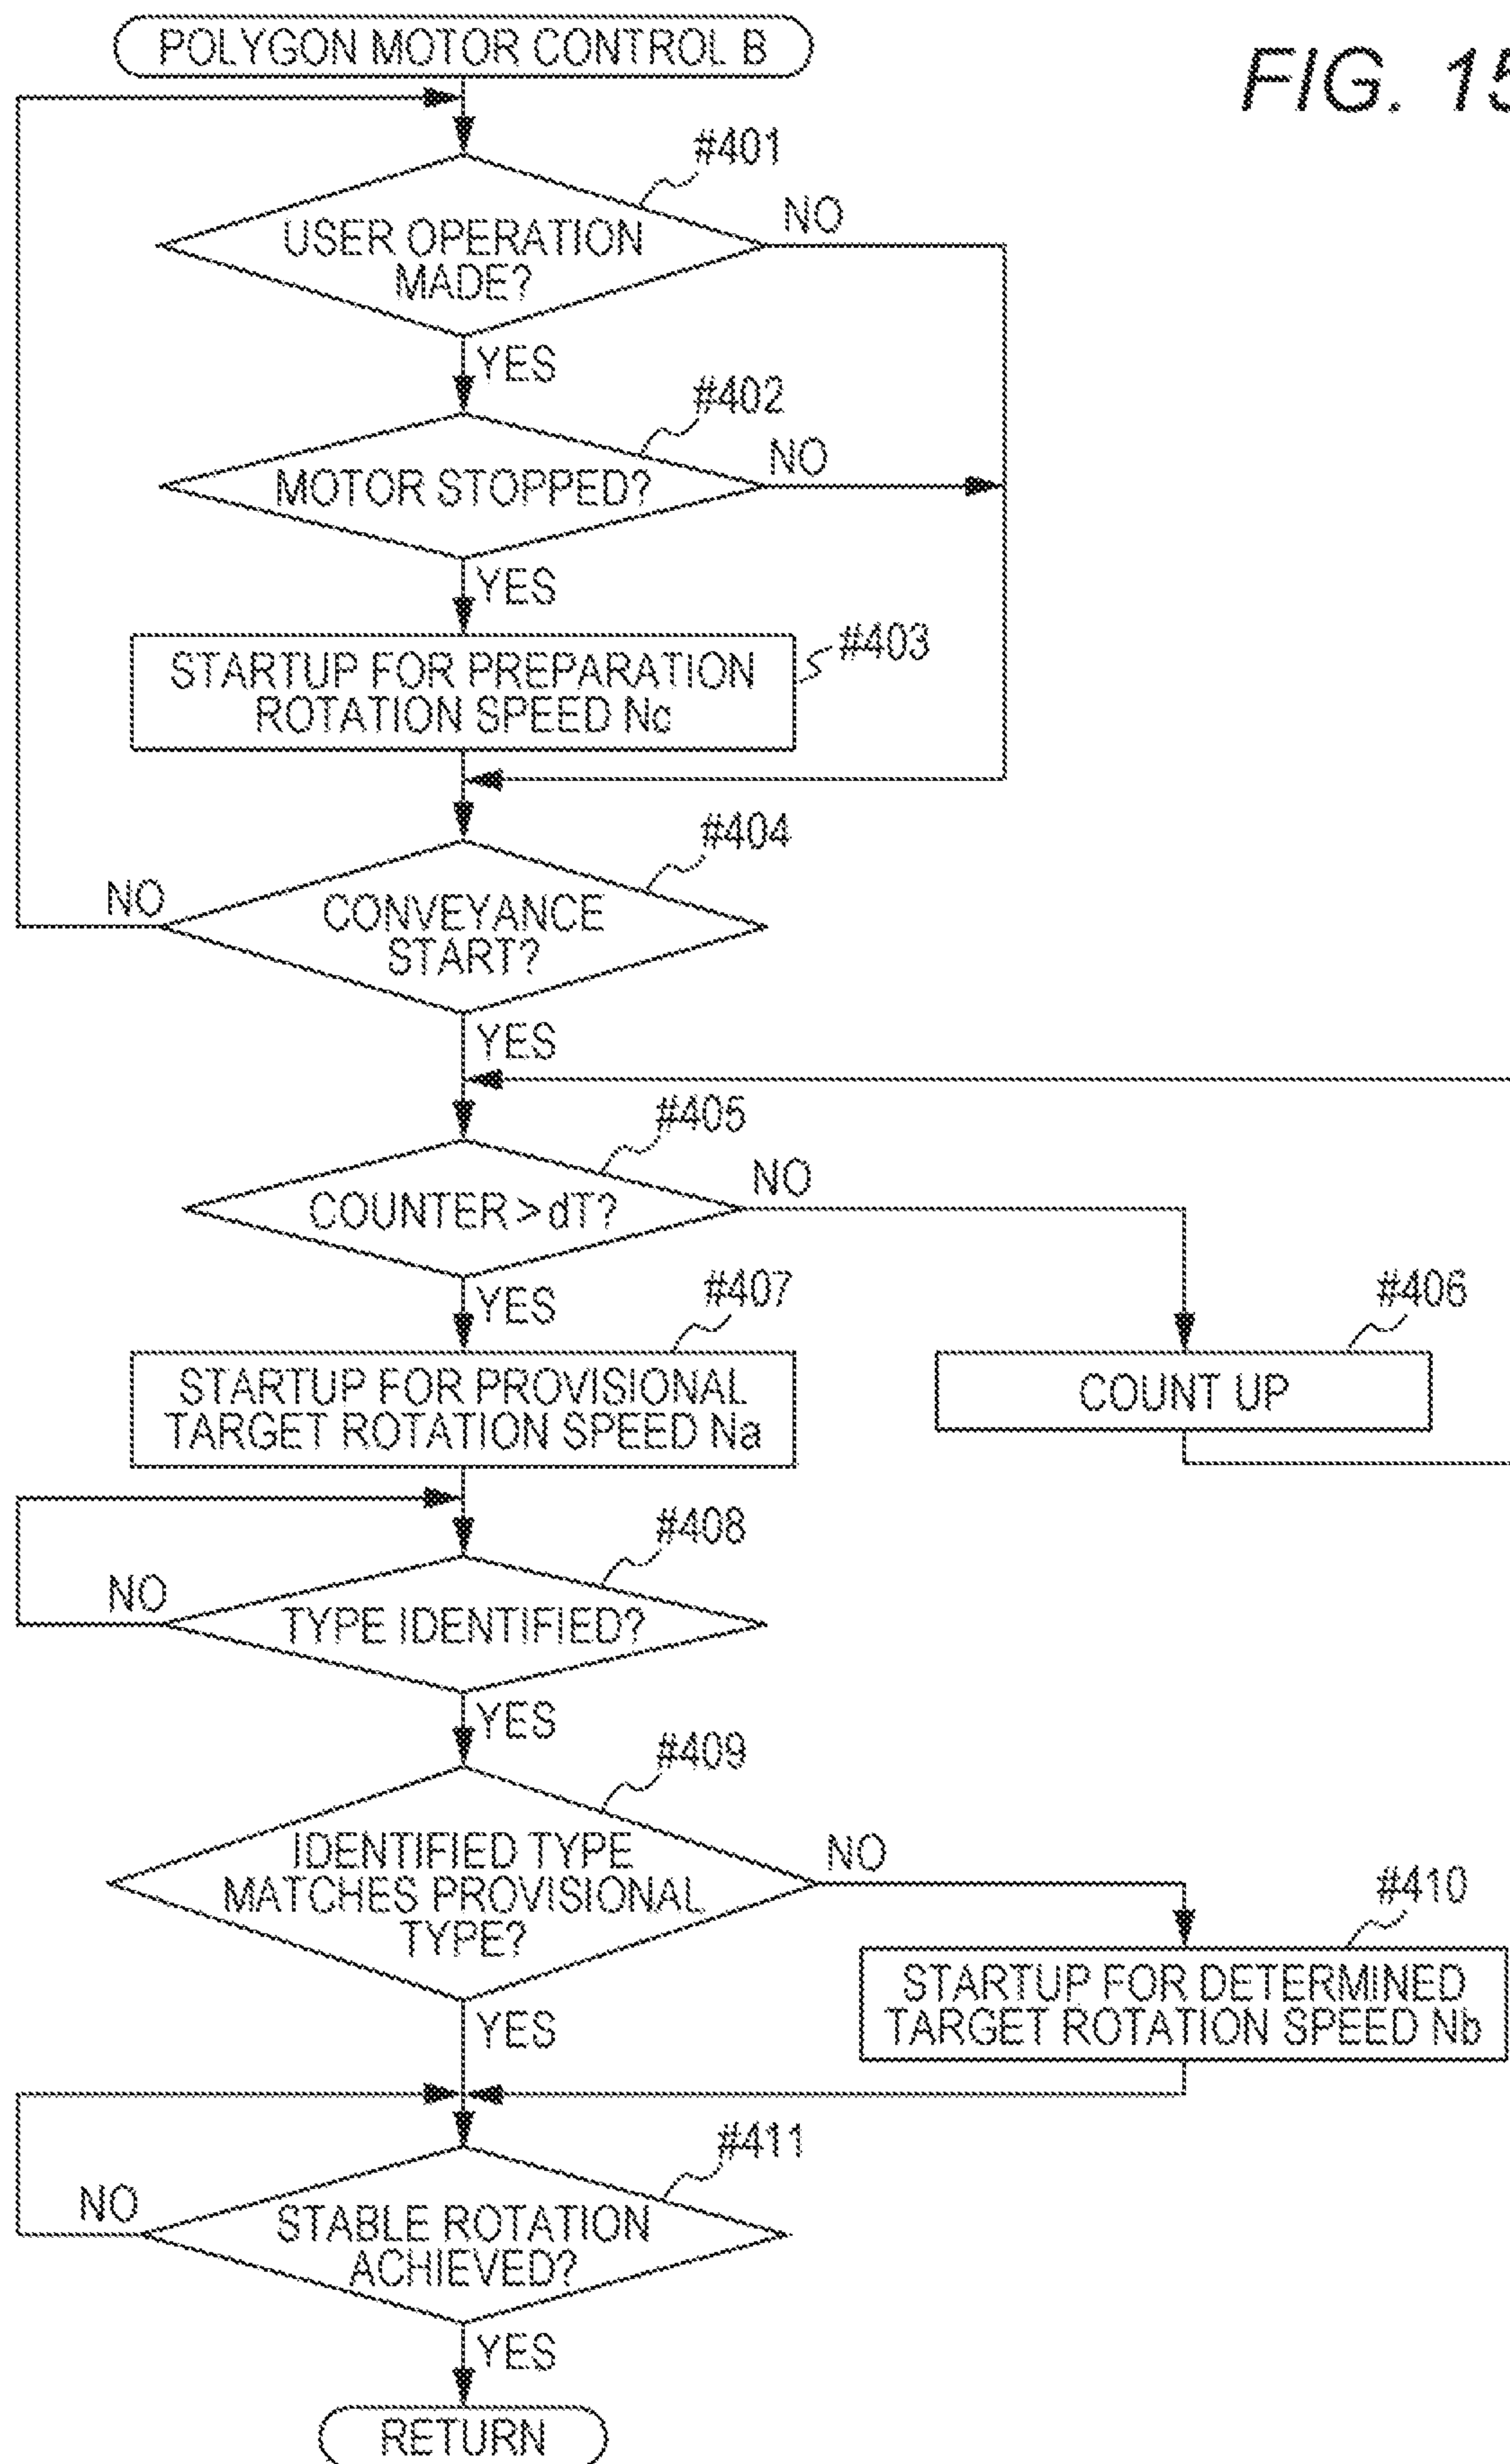 POLYGON MOTOR CONTROL B
FIG. 15
#401
NO
USER OPERATION
MADE?
YES
#402
NO
MOTOR STOPPED?
YES
#403
STARTUP FOR PREPARATION
ROTATION SPEED Nc
#404
NO
CONVEYANCE
START?
YES
#405
NO
COUNTER > dT?
YES
#407
#406
STARTUP FOR PROVISIONAL
TARGET ROTATION SPEED Na
COUNT UP
#408
NO
TYPE IDENTIFIED?
YES
#409
IDENTIFIED TYPE
MATCHES PROVISIONAL
TYPE?
NO
#410
STARTUP FOR DETERMINED
TARGET ROTATION SPEED Nb
YES
#411
NO
STABLE ROTATION
ACHIEVED?
YES
RETURN